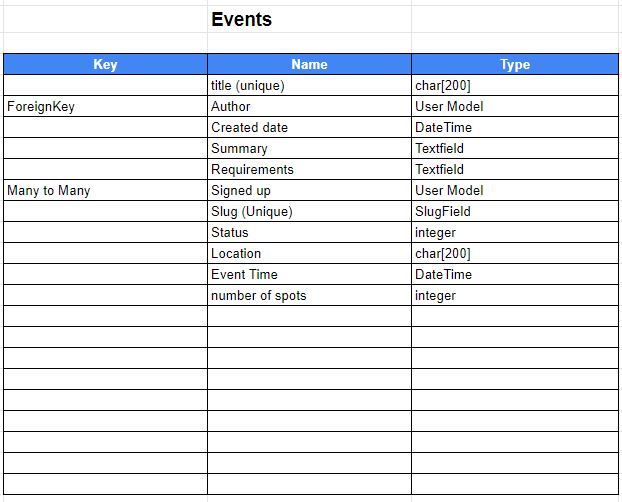 Events
Key Name Type
title (unique) char[200]
ForeignKey Author User Model
Created date DateTime
Summary Textfield
Requirements Textfield
Many to Many Signed up User Model
Slug (Unique) SlugField
Status integer
Location char[200]
Event Time DateTime
number of spots integer